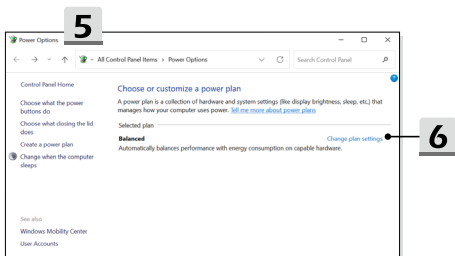 5
Power Options
All Control Panel Items › Power Options
Search Control Panel
Control Panel Home
Choose what the power
buttons do
Choose what closing the lid
does
Create a power plan
Change when the computer
sleeps
Choose or customize a power plan
A power plan is a collection of hardware and system settings (like display brightness, sleep, etc.) that
manages how your computer uses power. Tell me more about power plans
Selected plan
Balanced
Change plan settings
6
Automatically balances performance with energy consumption on capable hardware.
See also
Windows Mobility Center
User Accounts